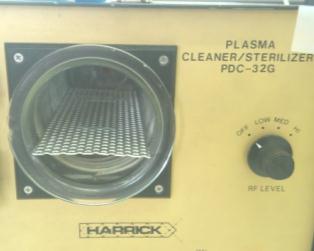 PLASMA
CLEANER/STERILIZER
PDC-32G
OFF LOW MED HI
RF LEVEL
HARRICK